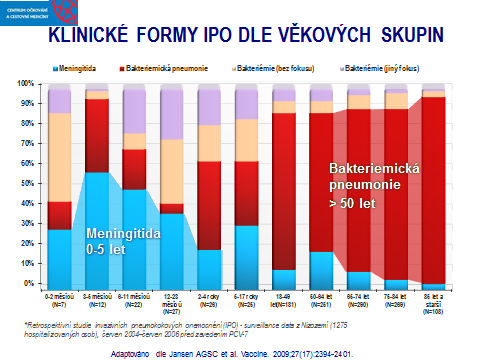 CENTRUM OČKOVÁNÍ
A CESTOVNÍ MEDICÍNY
KLINICKÉ FORMY IPO DLE VĚKOVÝCH SKUPIN
Meningitida
Bakteriemická pneumonie
Bakteriémie (bez fokusu)
Bakteriémie (jiný fokus)
100%
90%
80%
70%
60%
50%
40%
30%
20%
10%
0%
Meningitida
0-5 let
Bakteriemická
pneumonie
> 50 let
0-2 měsíců
(N=7)
3-5 měsíců
(N=12)
6-11 měsíců
(N=22)
12-23
měsíců
(N=27)
2-4 roky
(N=26)
5-17 roky
(N=25)
18-49
let(N=181)
50-64 let
(N=251)
65-74 let
(N=260)
75-84 let
(N=269)
85 let a
starší
(N=103)
*Retrospektivní studie invazivních pneumokokových onemocnění (IPO) - surveillance data z Nizozemí (1275
hospitalizovaných osob), červen 2004–červen 2006 před zavedením PCV-7
Adaptováno dle Jansen AGSC et al. Vaccine. 2009;27(17):2394-2401.